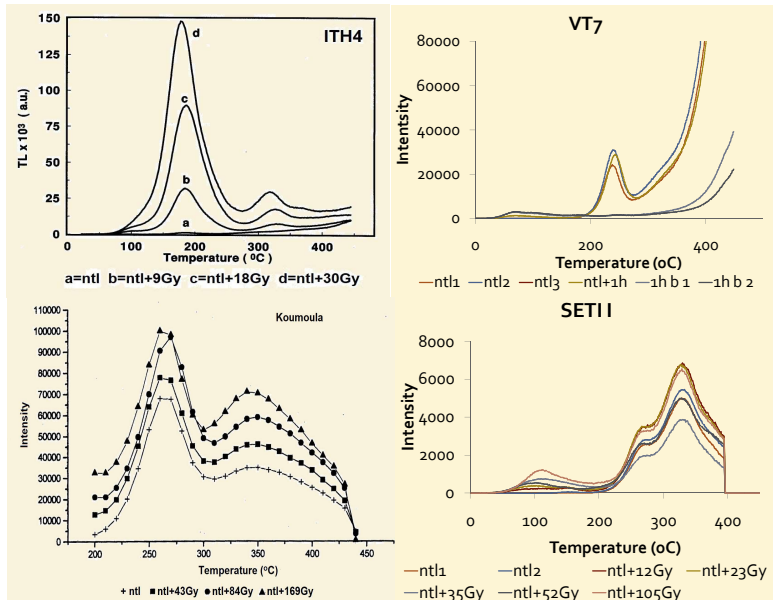 ITH4
TL x 10³ (a.u.)
150
125
100
75
50
25
0
0
100
200
300
400
d
c
b
a
Temperature (°C)
a=ntl b=ntl+9Gy c=ntl+18Gy d=ntl+30Gy
VT7
Intentsity
80000
60000
40000
20000
0
0
200
400
Temperature (oC)
ntl1 ntl2 ntl3 ntl+1h 1h b 1 1h b 2
Koumoula
Intensity
110000
100000
90000
80000
70000
60000
50000
40000
30000
20000
10000
0
200
250
300
350
400
450
Temperature (°C)
+ ntl ■ ntl+43Gy ● ntl+84Gy ▲ ntl+169Gy
SET11
Intensity
8000
6000
4000
2000
0
0
100
200
300
400
Temperature (oC)
ntl1 ntl2 ntl+12Gy ntl+23Gy
ntl+35Gy ntl+52Gy ntl+105Gy